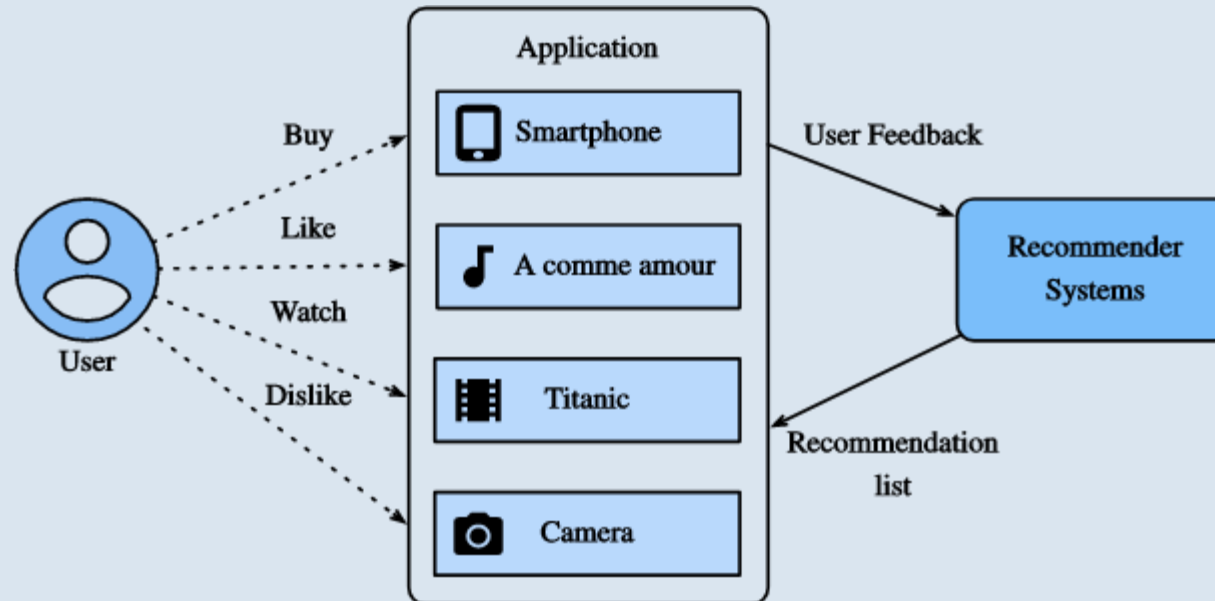 Application
Buy
Smartphone
User Feedback
Like
A comme amour
Recommender
Systems
Watch
User
Dislike
Titanic
Recommendation
list
Camera